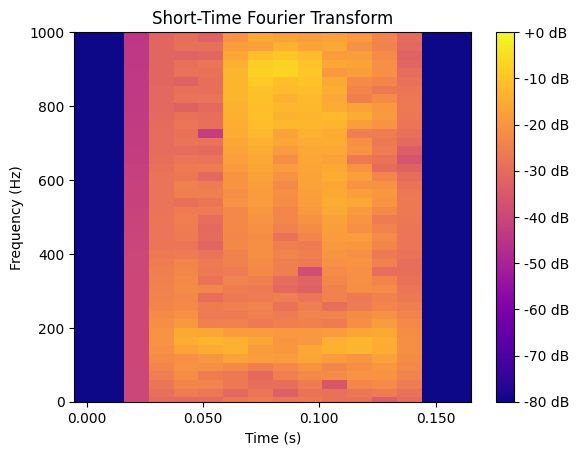 Short-Time Fourier Transform
Frequency (Hz)
1000
800
600
400
200
0
0.000
0.050
0.100
0.150
Time (s)
+0 dB
-10 dB
-20 dB
-30 dB
-40 dB
-50 dB
-60 dB
-70 dB
-80 dB